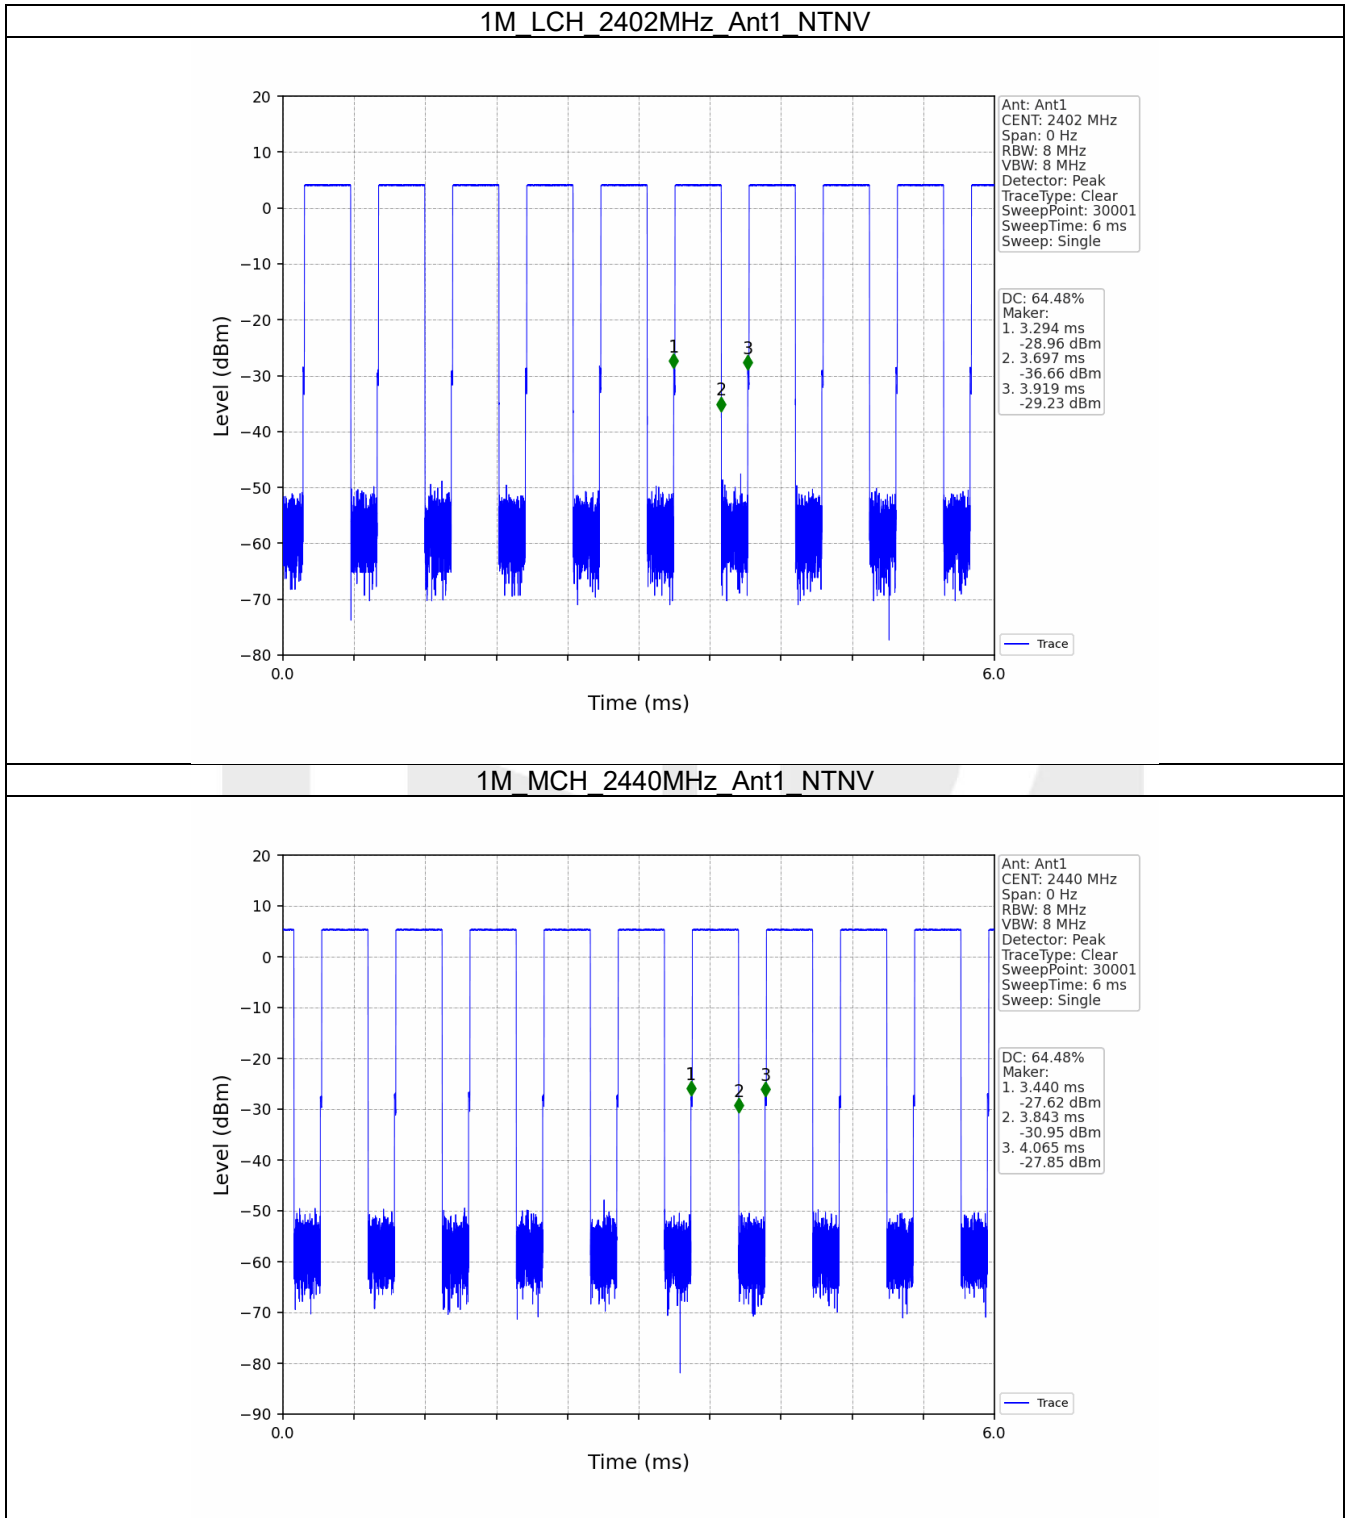 1M_LCH_2402MHz_Ant1_NTNV
20
10
0
−10
−20
−30
−40
−50
−60
−70
−80
Level (dBm)
0.0
6.0
Time (ms)
1
2
3
Ant: Ant1
CENT: 2402 MHz
Span: 0 Hz
RBW: 8 MHz
VBW: 8 MHz
Detector: Peak
TraceType: Clear
SweepPoint: 30001
SweepTime: 6 ms
Sweep: Single
DC: 64.48%
Maker:
1. 3.294 ms
-28.96 dBm
2. 3.697 ms
-36.66 dBm
3. 3.919 ms
-29.23 dBm
Trace
1M_MCH_2440MHz_Ant1_NTNV
20
10
0
−10
−20
−30
−40
−50
−60
−70
−80
−90
Level (dBm)
0.0
6.0
Time (ms)
1
2
3
Ant: Ant1
CENT: 2440 MHz
Span: 0 Hz
RBW: 8 MHz
VBW: 8 MHz
Detector: Peak
TraceType: Clear
SweepPoint: 30001
SweepTime: 6 ms
Sweep: Single
DC: 64.48%
Maker:
1. 3.440 ms
-27.62 dBm
2. 3.843 ms
-30.95 dBm
3. 4.065 ms
-27.85 dBm
Trace